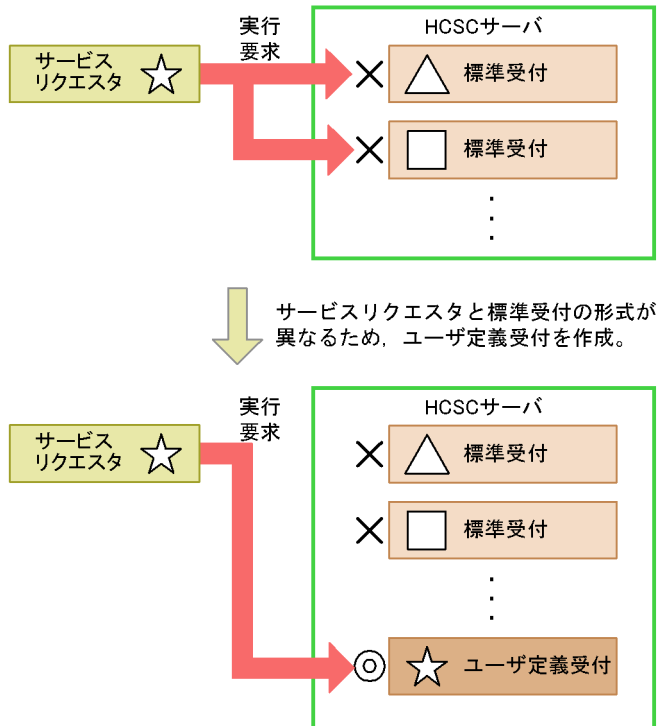 実行
要求
HCSCサーバ
サービス
リクエスタ
標準受付
標準受付
サービスリクエスタと標準受付の形式が
異なるため，ユーザ定義受付を作成。
実行
要求
HCSCサーバ
サービス
リクエスタ
標準受付
標準受付
ユーザ定義受付